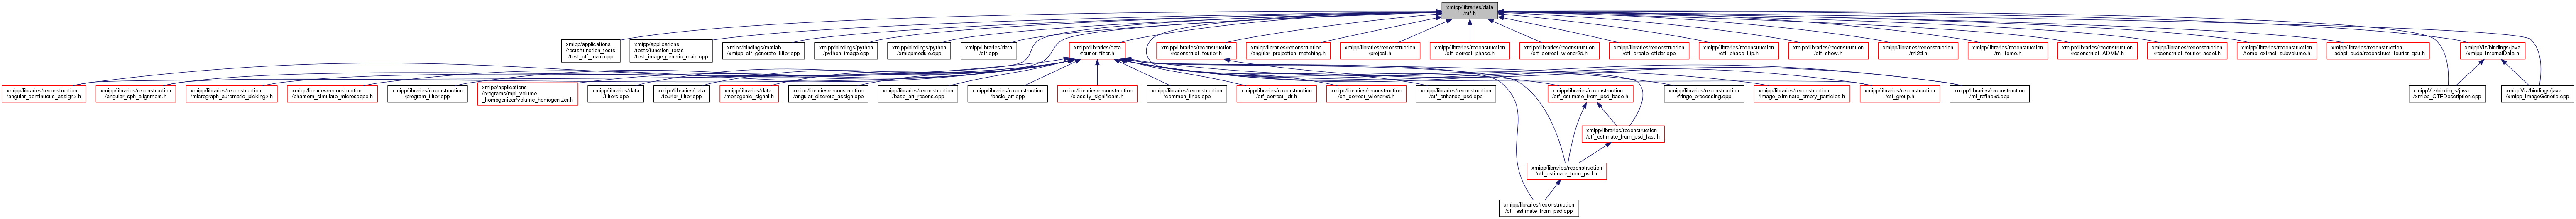 xmipp/libraries/data
/ctf.h
xmipp/applications
/tests/function_tests
/test_ctf_main.cpp
xmipp/applications
/tests/function_tests
/test_image_generic_main.cpp
xmipp/bindings/matlab
/xmipp_ctf_generate_filter.cpp
xmipp/bindings/python
/python_image.cpp
xmipp/bindings/python
/xmippmodule.cpp
xmipp/libraries/data
/ctf.cpp
xmipp/libraries/data
/fourier_filter.h
xmipp/libraries/reconstruction
/reconstruct_fourier.h
xmipp/libraries/reconstruction
/angular_projection_matching.h
xmipp/libraries/reconstruction
/project.h
xmipp/libraries/reconstruction
/ctf_correct_phase.h
xmipp/libraries/reconstruction
/ctf_correct_wiener2d.h
xmipp/libraries/reconstruction
/ctf_create_ctfdat.cpp
xmipp/libraries/reconstruction
/ctf_phase_flip.h
xmipp/libraries/reconstruction
/ctf_show.h
xmipp/libraries/reconstruction
/ml2d.h
xmipp/libraries/reconstruction
/ml_tomo.h
xmipp/libraries/reconstruction
/reconstruct_ADMM.h
xmipp/libraries/reconstruction
/reconstruct_fourier_accel.h
xmipp/libraries/reconstruction
/tomo_extract_subvolume.h
xmipp/libraries/reconstruction
_adapt_cuda/reconstruct_fourier_gpu.h
xmippViz/bindings/java
/xmipp_InternalData.h
xmipp/libraries/reconstruction
/angular_continuous_assign2.h
xmipp/libraries/reconstruction
/angular_sph_alignment.h
xmipp/libraries/reconstruction
/micrograph_automatic_picking2.h
xmipp/libraries/reconstruction
/phantom_simulate_microscope.h
xmipp/libraries/reconstruction
/program_filter.cpp
xmipp/applications
/programs/mpi_volume
_homogenizer/volume_homogenizer.h
xmipp/libraries/data
/filters.cpp
xmipp/libraries/data
/fourier_filter.cpp
xmipp/libraries/data
/monogenic_signal.h
xmipp/libraries/reconstruction
/angular_discrete_assign.cpp
xmipp/libraries/reconstruction
/base_art_recons.cpp
xmipp/libraries/reconstruction
/basic_art.cpp
xmipp/libraries/reconstruction
/classify_significant.h
xmipp/libraries/reconstruction
/common_lines.cpp
xmipp/libraries/reconstruction
/ctf_correct_idr.h
xmipp/libraries/reconstruction
/ctf_correct_wiener3d.h
xmipp/libraries/reconstruction
/ctf_enhance_psd.cpp
xmipp/libraries/reconstruction
/ctf_estimate_from_psd_base.h
xmipp/libraries/reconstruction
/fringe_processing.cpp
xmipp/libraries/reconstruction
/image_eliminate_empty_particles.h
xmipp/libraries/reconstruction
/ctf_group.h
xmipp/libraries/reconstruction
/ml_refine3d.cpp
xmippViz/bindings/java
/xmipp_CTFDescription.cpp
xmippViz/bindings/java
/xmipp_ImageGeneric.cpp
xmipp/libraries/reconstruction
/ctf_estimate_from_psd_fast.h
xmipp/libraries/reconstruction
/ctf_estimate_from_psd.h
xmipp/libraries/reconstruction
/ctf_estimate_from_psd.cpp